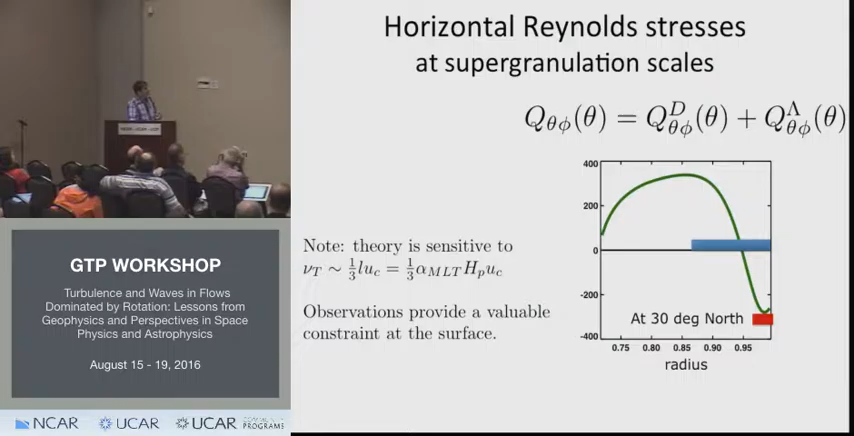 Horizontal Reynolds stresses
at supergranulation scales
Q_{θϕ}(θ) = Q^D_{θϕ}(θ) + Q^Λ_{θϕ}(θ)
Note: theory is sensitive to
ν_T ∼ 1/3 l u_c = 1/3 α_{MLT} H_p u_c
Observations provide a valuable
constraint at the surface.
400
200
0
-200
-400
At 30 deg North
0.75 0.80 0.85 0.90 0.95
radius
GTP WORKSHOP
Turbulence and Waves in Flows
Dominated by Rotation: Lessons from
Geophysics and Perspectives in Space
Physics and Astrophysics
August 15 - 19, 2016
NCAR UCAR UCAR COMMUNITY
PROGRAMS